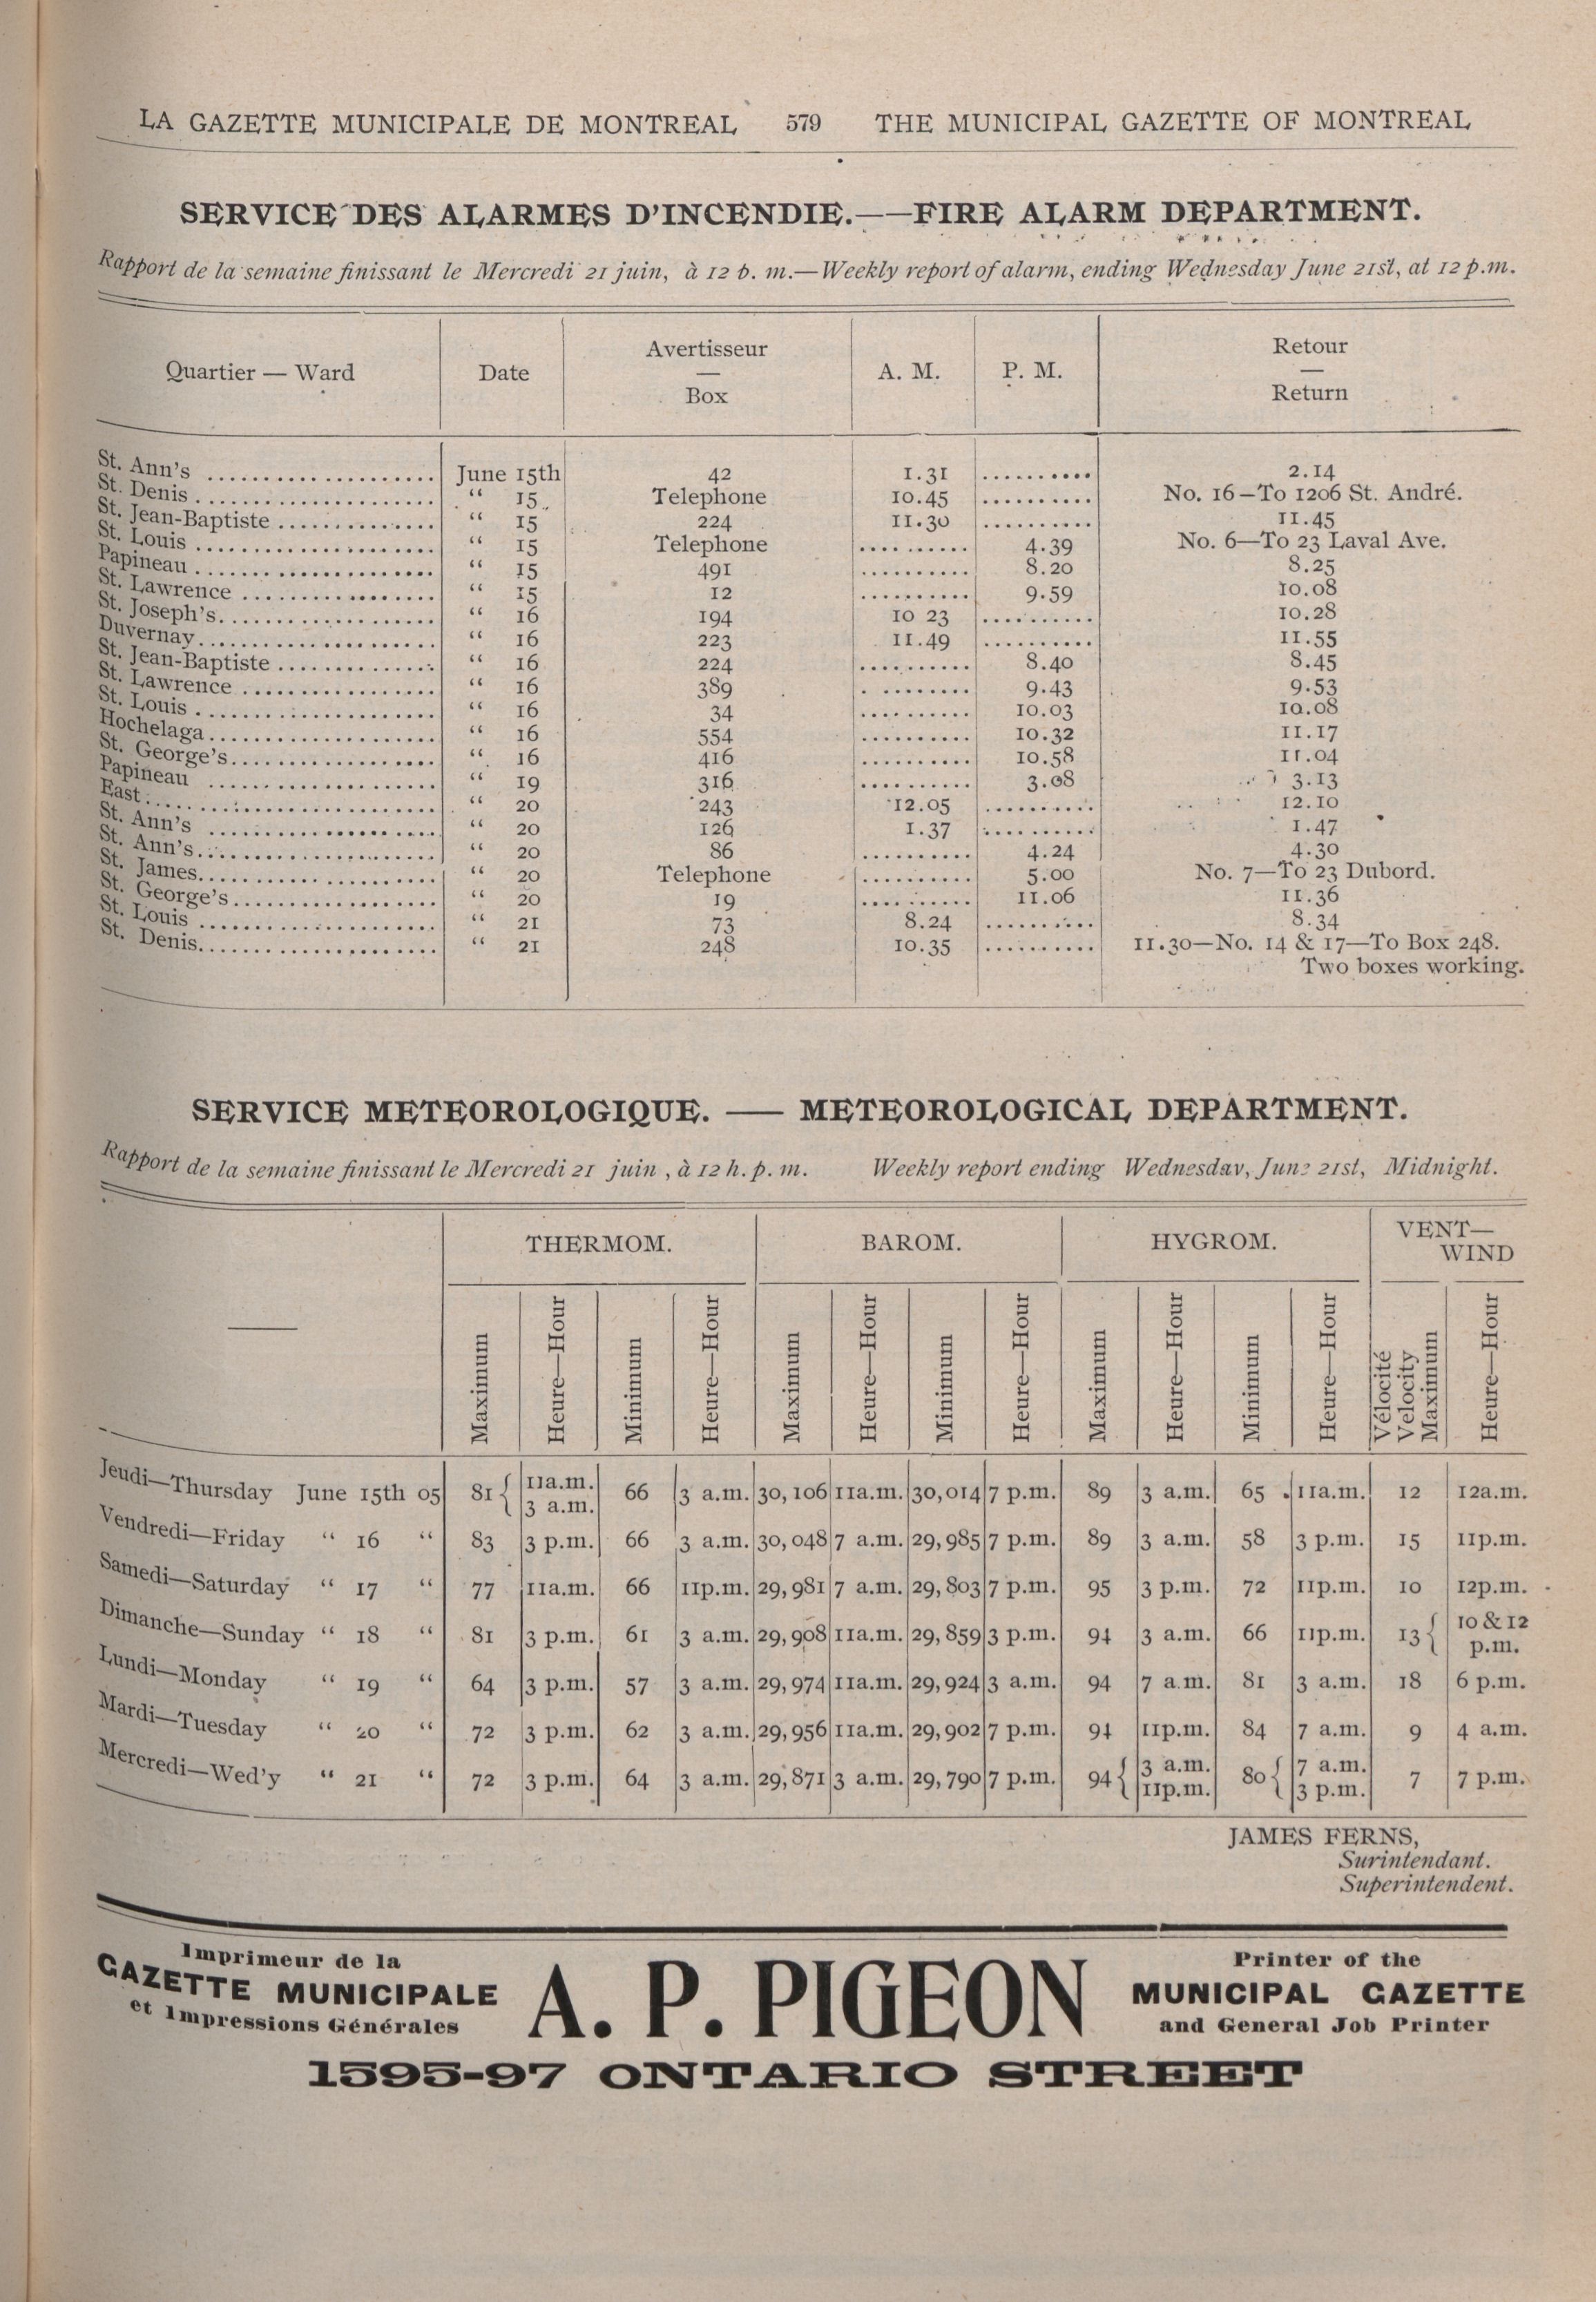 LA GAZETTE MUNICIPALE DE MONTREAL 579 THE MUNICIPAL GAZETTE OF MONTREAL
SERVICE DES ALARMES D'INCENDIE.——FIRE ALARM DEPARTMENT.
Rapport de la semaine finissant le Mercredi 21 juin, à 12 p. m.—Weekly report of alarm, ending Wednesday June 21st, at 12 p.m.
Quartier — Ward Date Avertisseur — Box A. M. P. M. Retour — Return
St. Ann's .................... June 15th 42 1.31 .......... 2.14
St. Denis .................... " 15 Telephone 10.45 .......... No. 16—To 1206 St. André.
St. Jean-Baptiste .............. " 15 224 11.30 .......... 11.45
St. Louis .................... " 15 Telephone .......... 4.39 No. 6—To 23 Laval Ave.
Papineau .................... " 15 491 .......... 8.20 8.25
St. Lawrence ................. " 15 12 .......... 9.59 10.08
St. Joseph's................... " 16 194 10 23 .......... 10.28
Duvernay..................... " 16 223 11.49 .......... 11.55
St. Jean-Baptiste .............. " 16 224 .......... 8.40 8.45
St. Lawrence ................. " 16 389 .......... 9.43 9.53
St. Louis ..................... " 16 34 .......... 10.03 10.08
Hochelaga.................... " 16 554 .......... 10.32 11.17
St. George's.................. " 16 416 .......... 10.58 11.04
Papineau .................... " 19 316 .......... 3.08 3.13
East.......................... " 20 243 12.05 .......... 12.10
St. Ann's .................... " 20 126 1.37 .......... 1.47
St. Ann's..................... " 20 86 .......... 4.24 4.30
St. James..................... " 20 Telephone .......... 5.00 No. 7—To 23 Dubord.
St. George's.................. " 20 19 .......... 11.06 11.36
St. Louis .................... " 21 73 8.24 .......... 8.34
St. Denis..................... " 21 248 10.35 .......... 11.30—No. 14 & 17—To Box 248.
Two boxes working.
SERVICE METEOROLOGIQUE. —— METEOROLOGICAL DEPARTMENT.
Rapport de la semaine finissant le Mercredi 21 juin , à 12 h. p. m. Weekly report ending Wednesday, June 21st, Midnight.
THERMOM. BAROM. HYGROM. VENT—WIND
Maximum Heure—Hour Minimum Heure—Hour Maximum Heure—Hour Minimum Heure—Hour Maximum Heure—Hour Minimum Heure—Hour Vélocité Velocity Maximum Heure—Hour
Jeudi—Thursday June 15th 05 81 { 11a.m. 3 a.m. 66 3 a.m. 30,106 11a.m. 30,014 7 p.m. 89 3 a.m. 65 11a.m. 12 12a.m.
Vendredi—Friday " 16 " 83 3 p.m. 66 3 a.m. 30,048 7 a.m. 29,985 7 p.m. 89 3 a.m. 58 3 p.m. 15 11p.m.
Samedi—Saturday " 17 " 77 11a.m. 66 11p.m. 29,981 7 a.m. 29,803 7 p.m. 95 3 p.m. 72 11p.m. 10 12p.m.
Dimanche—Sunday " 18 " 81 3 p.m. 61 3 a.m. 29,908 11a.m. 29,859 3 p.m. 94 3 a.m. 66 11p.m. 13 { 10 & 12 p.m.
Lundi—Monday " 19 " 64 3 p.m. 57 3 a.m. 29,974 11a.m. 29,924 3 a.m. 94 7 a.m. 81 3 a.m. 18 6 p.m.
Mardi—Tuesday " 20 " 72 3 p.m. 62 3 a.m. 29,956 11a.m. 29,902 7 p.m. 94 11p.m. 84 7 a.m. 9 4 a.m.
Mercredi—Wed'y " 21 " 72 3 p.m. 64 3 a.m. 29,871 3 a.m. 29,790 7 p.m. 94 { 3 a.m. 11p.m. 80 { 7 a.m. 3 p.m. 7 7 p.m.
JAMES FERNS,
Surintendant.
Superintendent.
Imprimeur de la
GAZETTE MUNICIPALE
et Impressions Générales
A. P. PIGEON
Printer of the
MUNICIPAL GAZETTE
and General Job Printer
1595-97 ONTARIO STREET